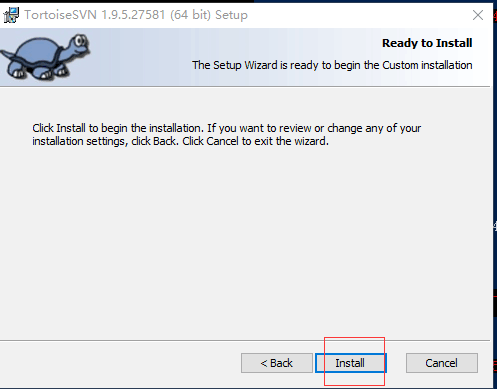 TortoiseSVN 1.9.5.27581 (64 bit) Setup
Ready to Install
The Setup Wizard is ready to begin the Custom installation
Click Install to begin the installation. If you want to review or change any of your
installation settings, click Back. Click Cancel to exit the wizard.
< Back Install Cancel